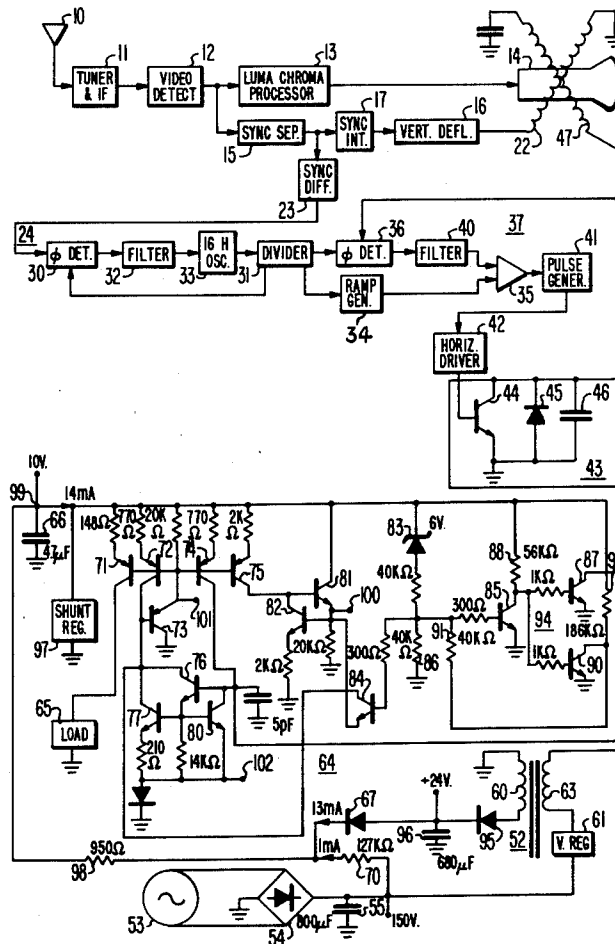 10
11
12
13
14
TUNER & IF
VIDEO DETECT
LUMA CHROMA PROCESSOR
17
16
SYNC SEP.
SYNC INT.
VERT. DEFL.
15
22
47
SYNC DIFF.
23
24
36
40
37
41
ϕ DET.
FILTER
16 H OSC.
DIVIDER
ϕ DET.
FILTER
PULSE GENER.
30
32
33
31
35
RAMP GEN.
34
42
HORIZ. DRIVER
44
45
46
43
10V.
99
14mA
66
47µF
148Ω
770Ω
20KΩ
770Ω
2KΩ
83
6V.
88
56KΩ
87
71
72
74
75
81
82
100
40KΩ
85
1KΩ
9
SHUNT REG.
97
73
101
300Ω
94
186KΩ
2KΩ
20KΩ
300Ω
40KΩ
86
91
40KΩ
1KΩ
90
76
84
65
LOAD
77
80
5pF
210Ω
14KΩ
102
64
+24V.
60
63
61
13mA
67
96
95
52
V. REG
680µF
950Ω
98
1mA
127KΩ
70
53
54
800µF
55
150V.